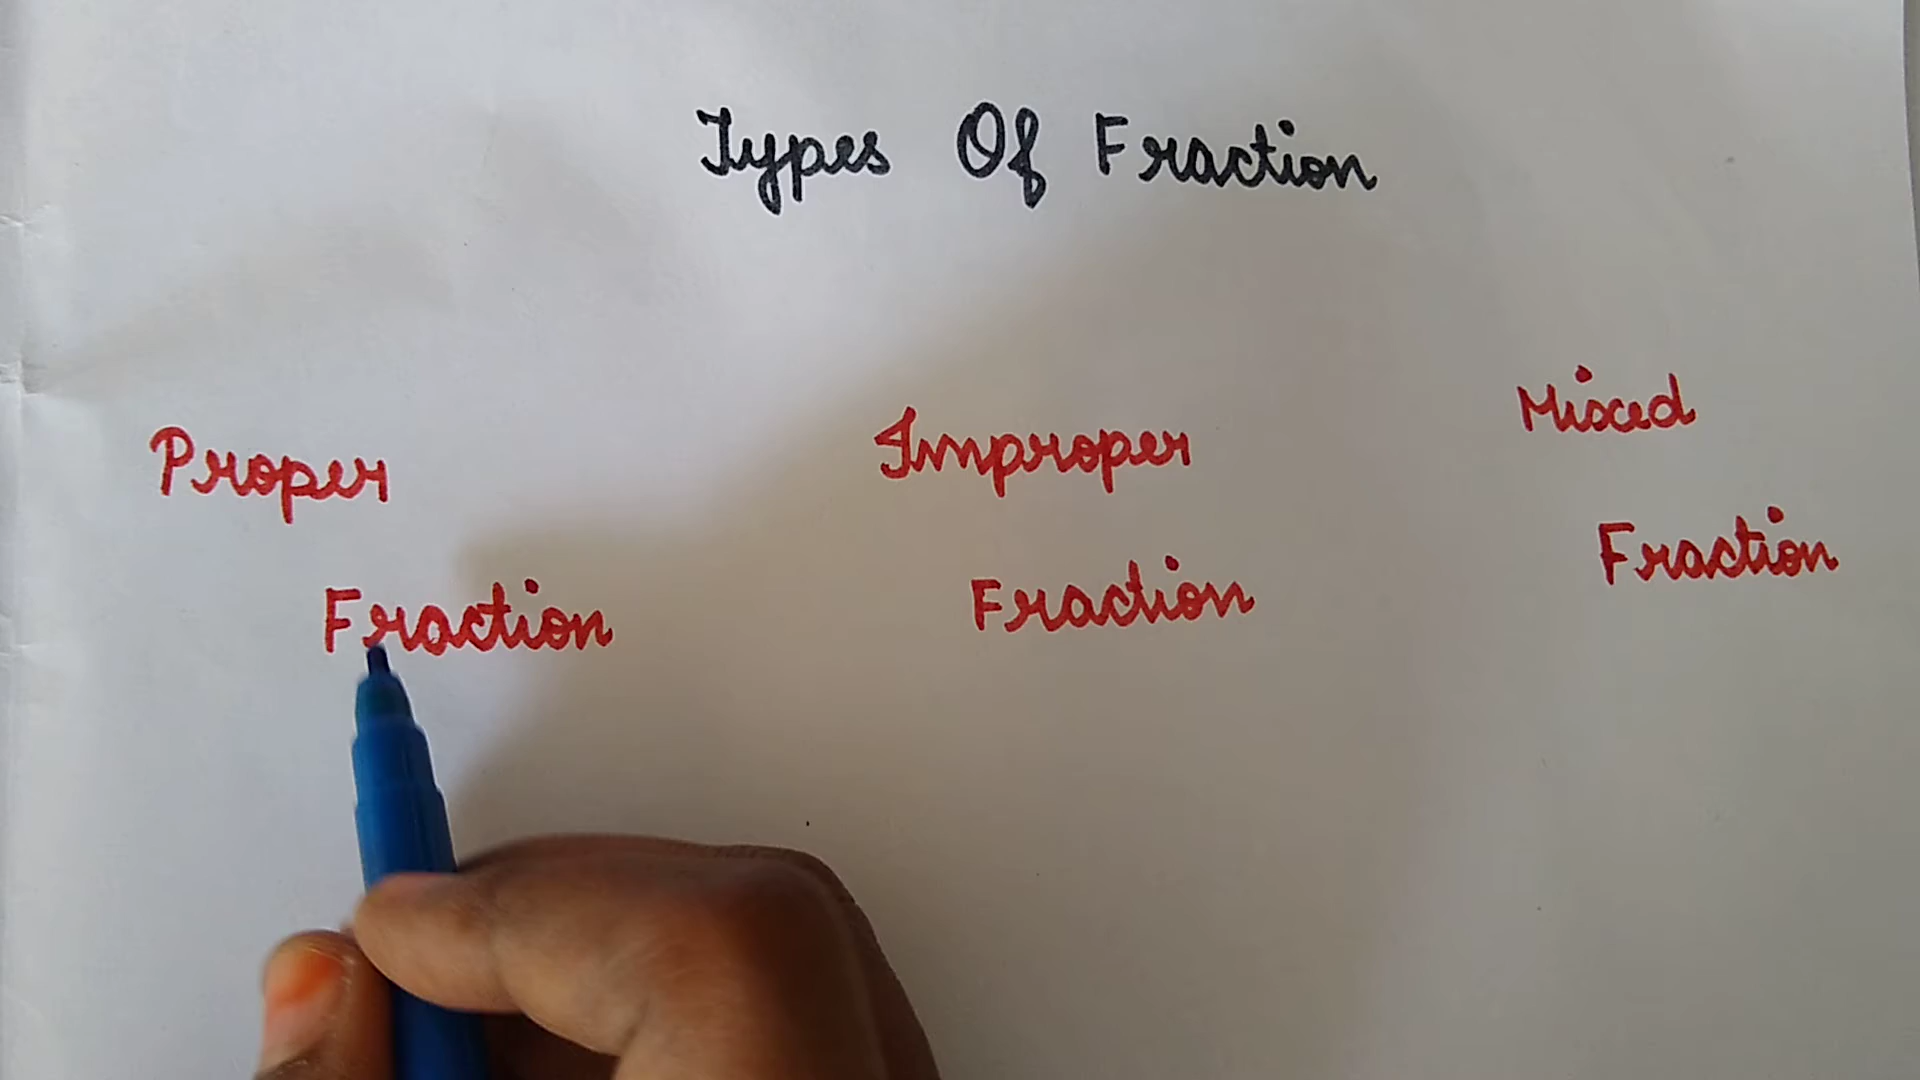 Types Of Fraction
Proper
Fraction
Improper
Fraction
Mixed
Fraction